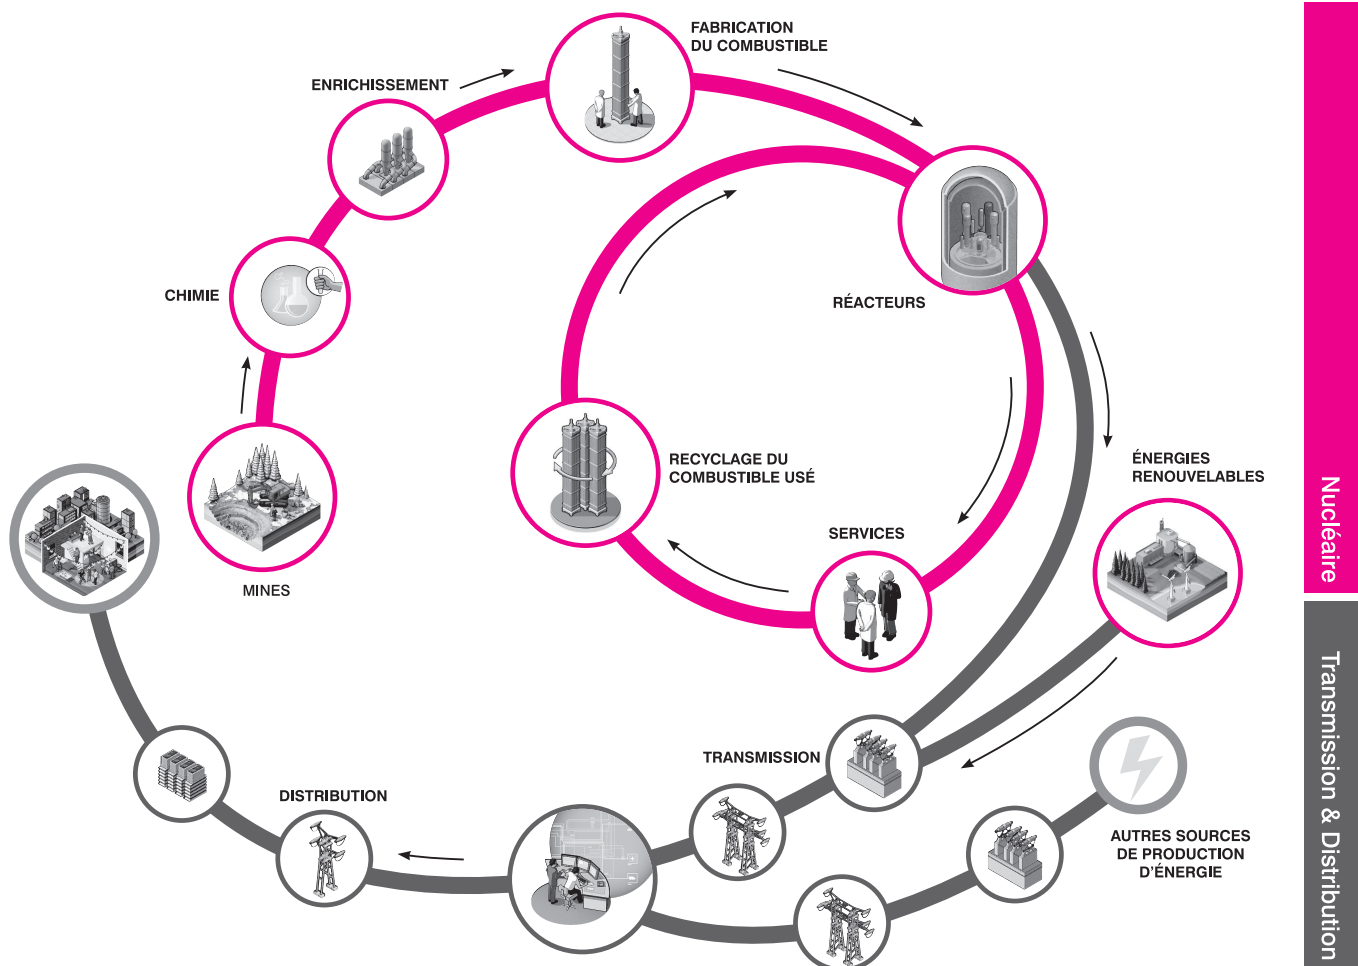 FABRICATION
DU COMBUSTIBLE
ENRICHISSEMENT
CHIMIE
RÉACTEURS
RECYCLAGE DU
COMBUSTIBLE USÉ
ÉNERGIES
RENOUVELABLES
SERVICES
MINES
TRANSMISSION
DISTRIBUTION
AUTRES SOURCES
DE PRODUCTION
D'ÉNERGIE
Nucléaire
Transmission & Distribution